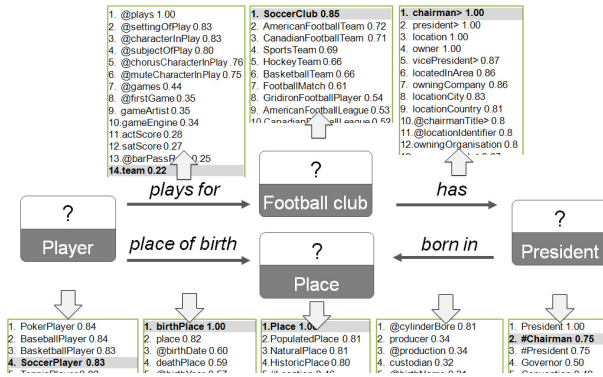 1. @plays 1.00
2. @settingOfPlay 0.83
3. @characterInPlay 0.83
4. @subjectOfPlay 0.80
5. @chorusCharacterInPlay .76
6. @muteCharacterInPlay 0.75
7. @games 0.44
8. @firstGame 0.35
9. gameArtist 0.35
10.gameEngine 0.34
11.actScore 0.28
12.satScore 0.27
13.@barPassR 0.25
14.team 0.22
1. SoccerClub 0.85
2. AmericanFootballTeam 0.72
3. CanadianFootballTeam 0.71
4. SportsTeam 0.69
5. HockeyTeam 0.66
6. BasketballTeam 0.66
7. FootballMatch 0.61
8. GridironFootballPlayer 0.54
9. AmericanFootballLeague 0.53
1. chairman> 1.00
2. president> 1.00
3. location 1.00
4. owner 1.00
5. vicePresident> 0.87
6. locatedInArea 0.86
7. owningCompany 0.86
8. locationCity 0.83
9. locationCountry 0.81
10.@chairmanTitle> 0.8
11.@locationIdentifier 0.8
12.owningOrganisation 0.8
?
Player
plays for
?
Football club
has
?
President
place of birth
?
Place
born in
1. PokerPlayer 0.84
2. BaseballPlayer 0.84
3. BasketballPlayer 0.83
4. SoccerPlayer 0.83
1. birthPlace 1.00
2. place 0.82
3. @birthDate 0.60
4. deathPlace 0.59
1.Place 1.00
2.PopulatedPlace 0.81
3.NaturalPlace 0.81
4.HistoricPlace 0.80
1. @cylinderBore 0.81
2. producer 0.34
3. @production 0.34
4. custodian 0.32
1. President 1.00
2. #Chairman 0.75
3. #President 0.75
4. Governor 0.50